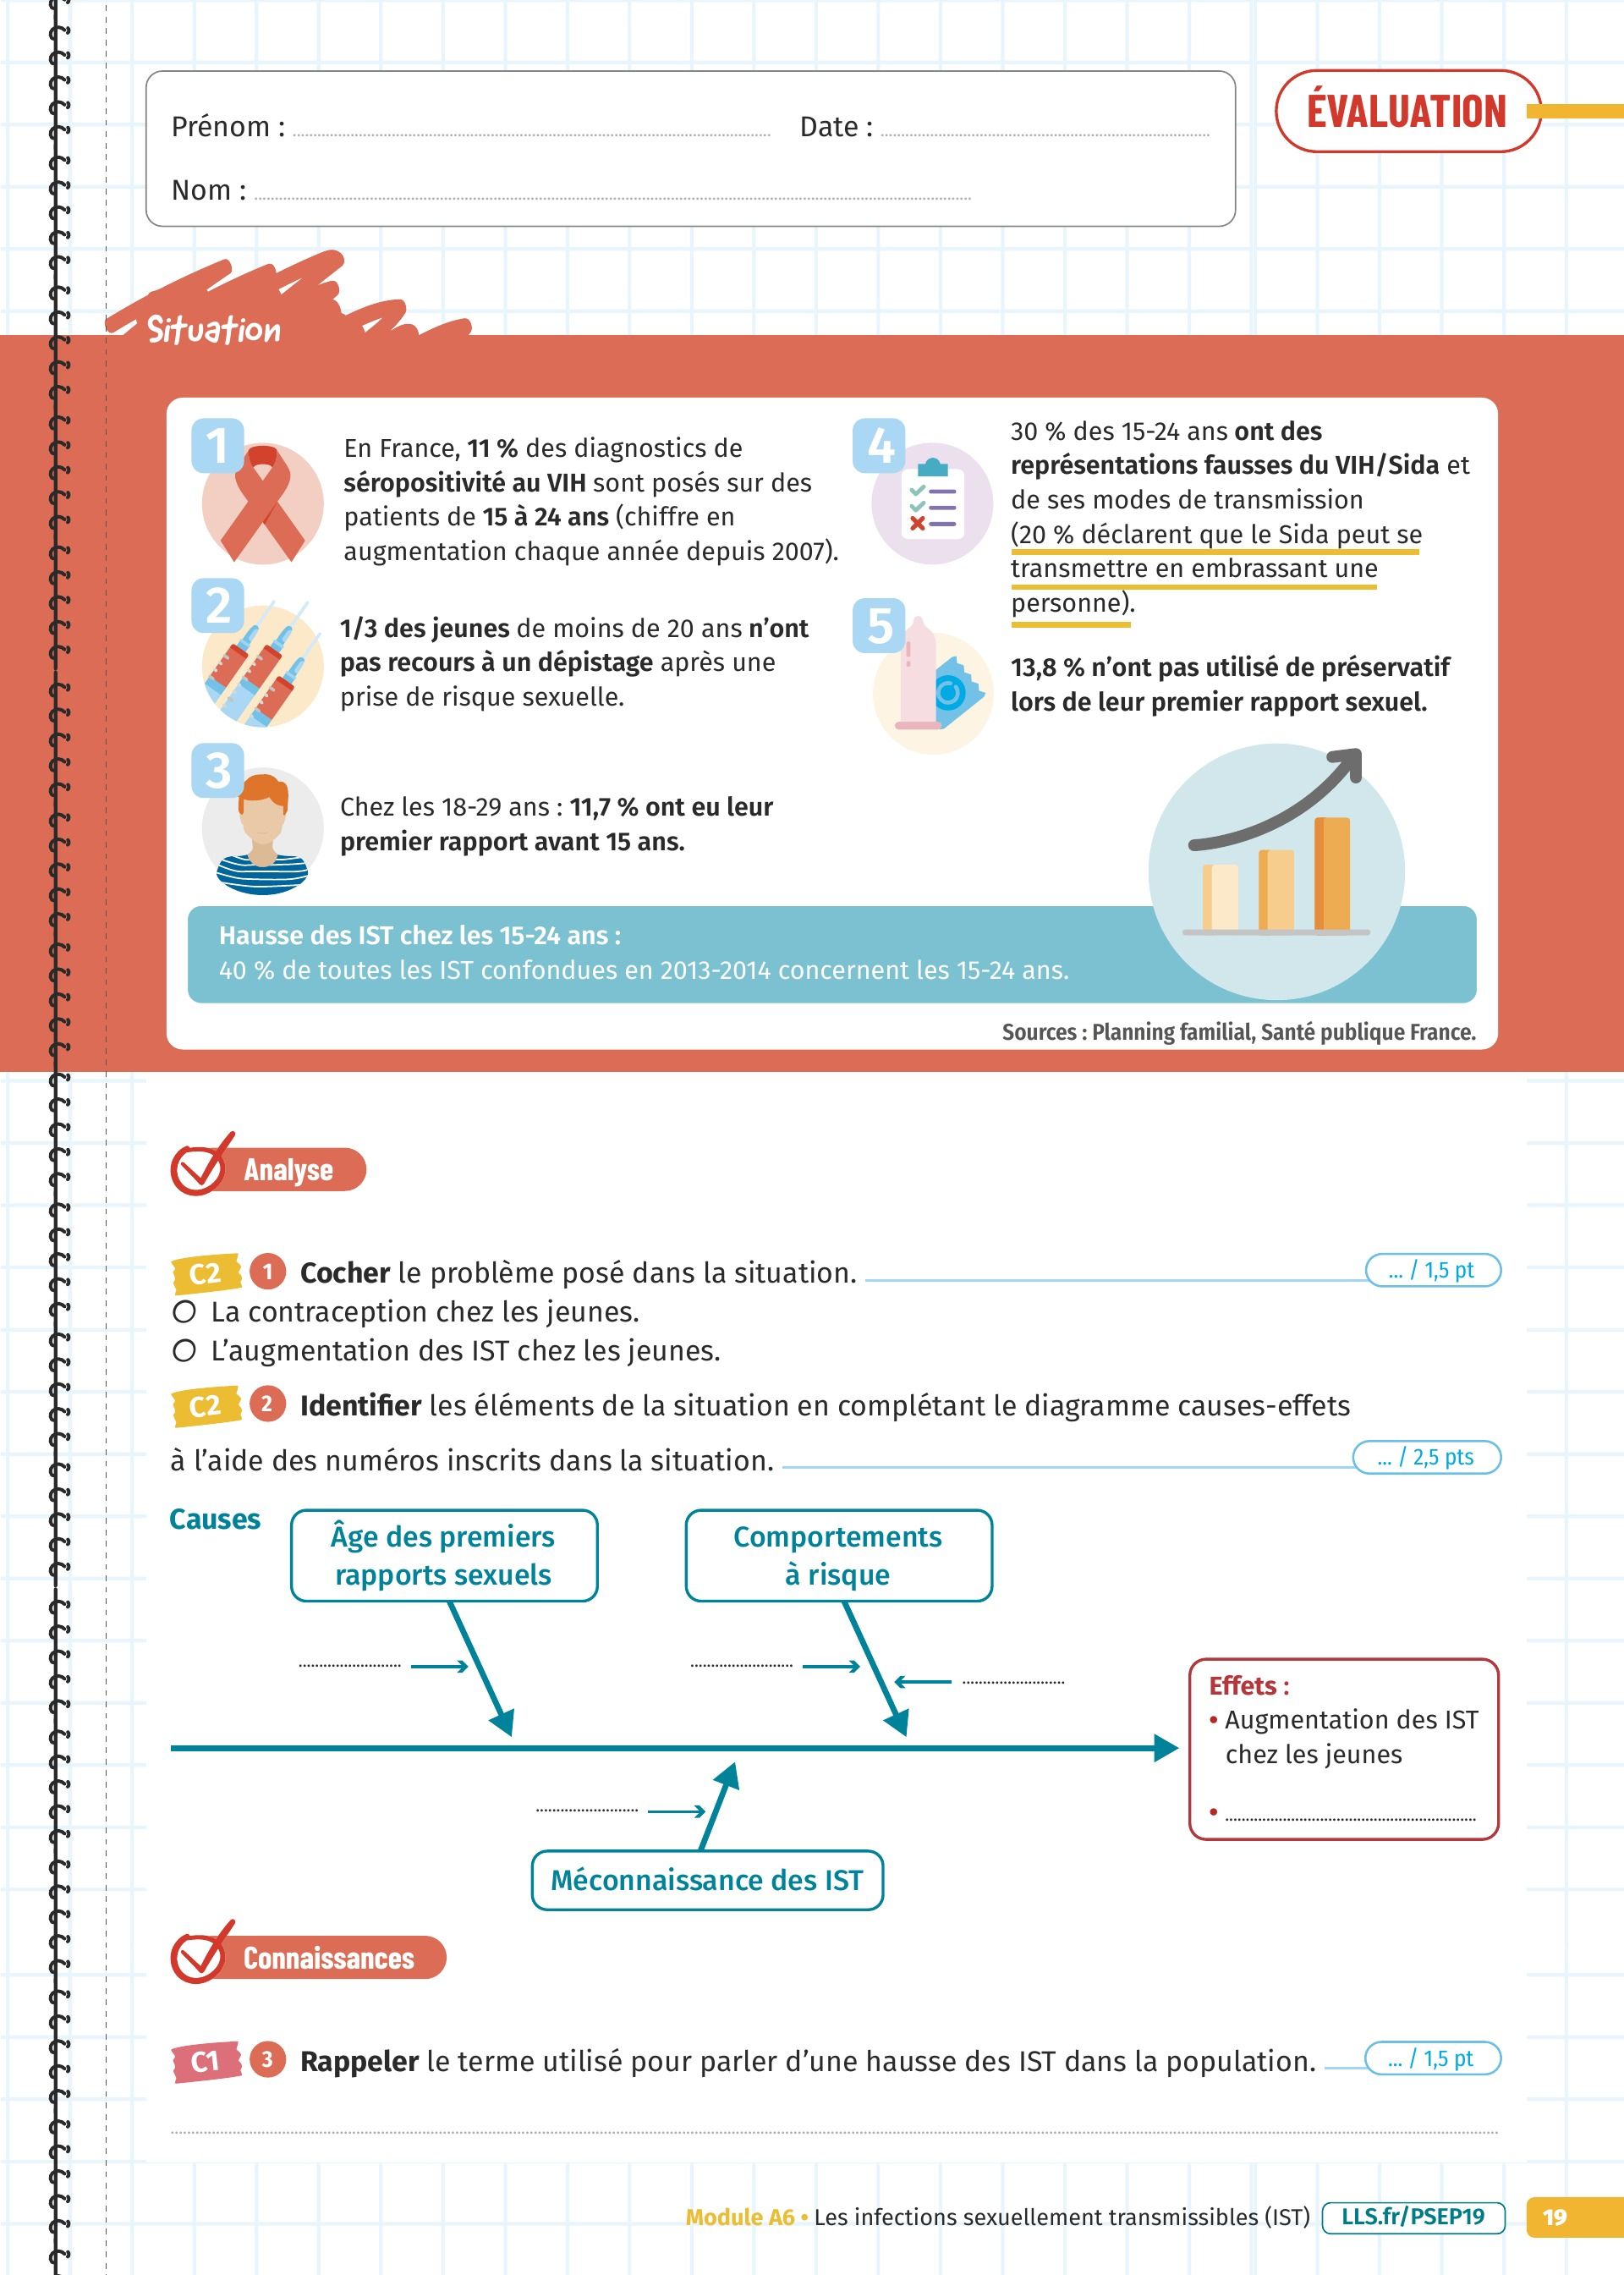 Prénom :
Date :
Nom :
ÉVALUATION
Situation
1
En France, 11 % des diagnostics de
séropositivité au VIH sont posés sur des
patients de 15 à 24 ans (chiffre en
augmentation chaque année depuis 2007).
2
1/3 des jeunes de moins de 20 ans n’ont
pas recours à un dépistage après une
prise de risque sexuelle.
3
Chez les 18-29 ans : 11,7 % ont eu leur
premier rapport avant 15 ans.
4
30 % des 15-24 ans ont des
représentations fausses du VIH/Sida et
de ses modes de transmission
(20 % déclarent que le Sida peut se
transmettre en embrassant une
personne).
5
13,8 % n’ont pas utilisé de préservatif
lors de leur premier rapport sexuel.
Hausse des IST chez les 15-24 ans :
40 % de toutes les IST confondues en 2013-2014 concernent les 15-24 ans.
Sources : Planning familial, Santé publique France.
Analyse
C2 1 Cocher le problème posé dans la situation. ... / 1,5 pt
La contraception chez les jeunes.
L’augmentation des IST chez les jeunes.
C2 2 Identifier les éléments de la situation en complétant le diagramme causes-effets
à l’aide des numéros inscrits dans la situation. ... / 2,5 pts
Causes
Âge des premiers
rapports sexuels
Comportements
à risque
Effets :
• Augmentation des IST
chez les jeunes
•
Méconnaissance des IST
Connaissances
C1 3 Rappeler le terme utilisé pour parler d’une hausse des IST dans la population. ... / 1,5 pt
Module A6 • Les infections sexuellement transmissibles (IST) LLS.fr/PSEP19 19